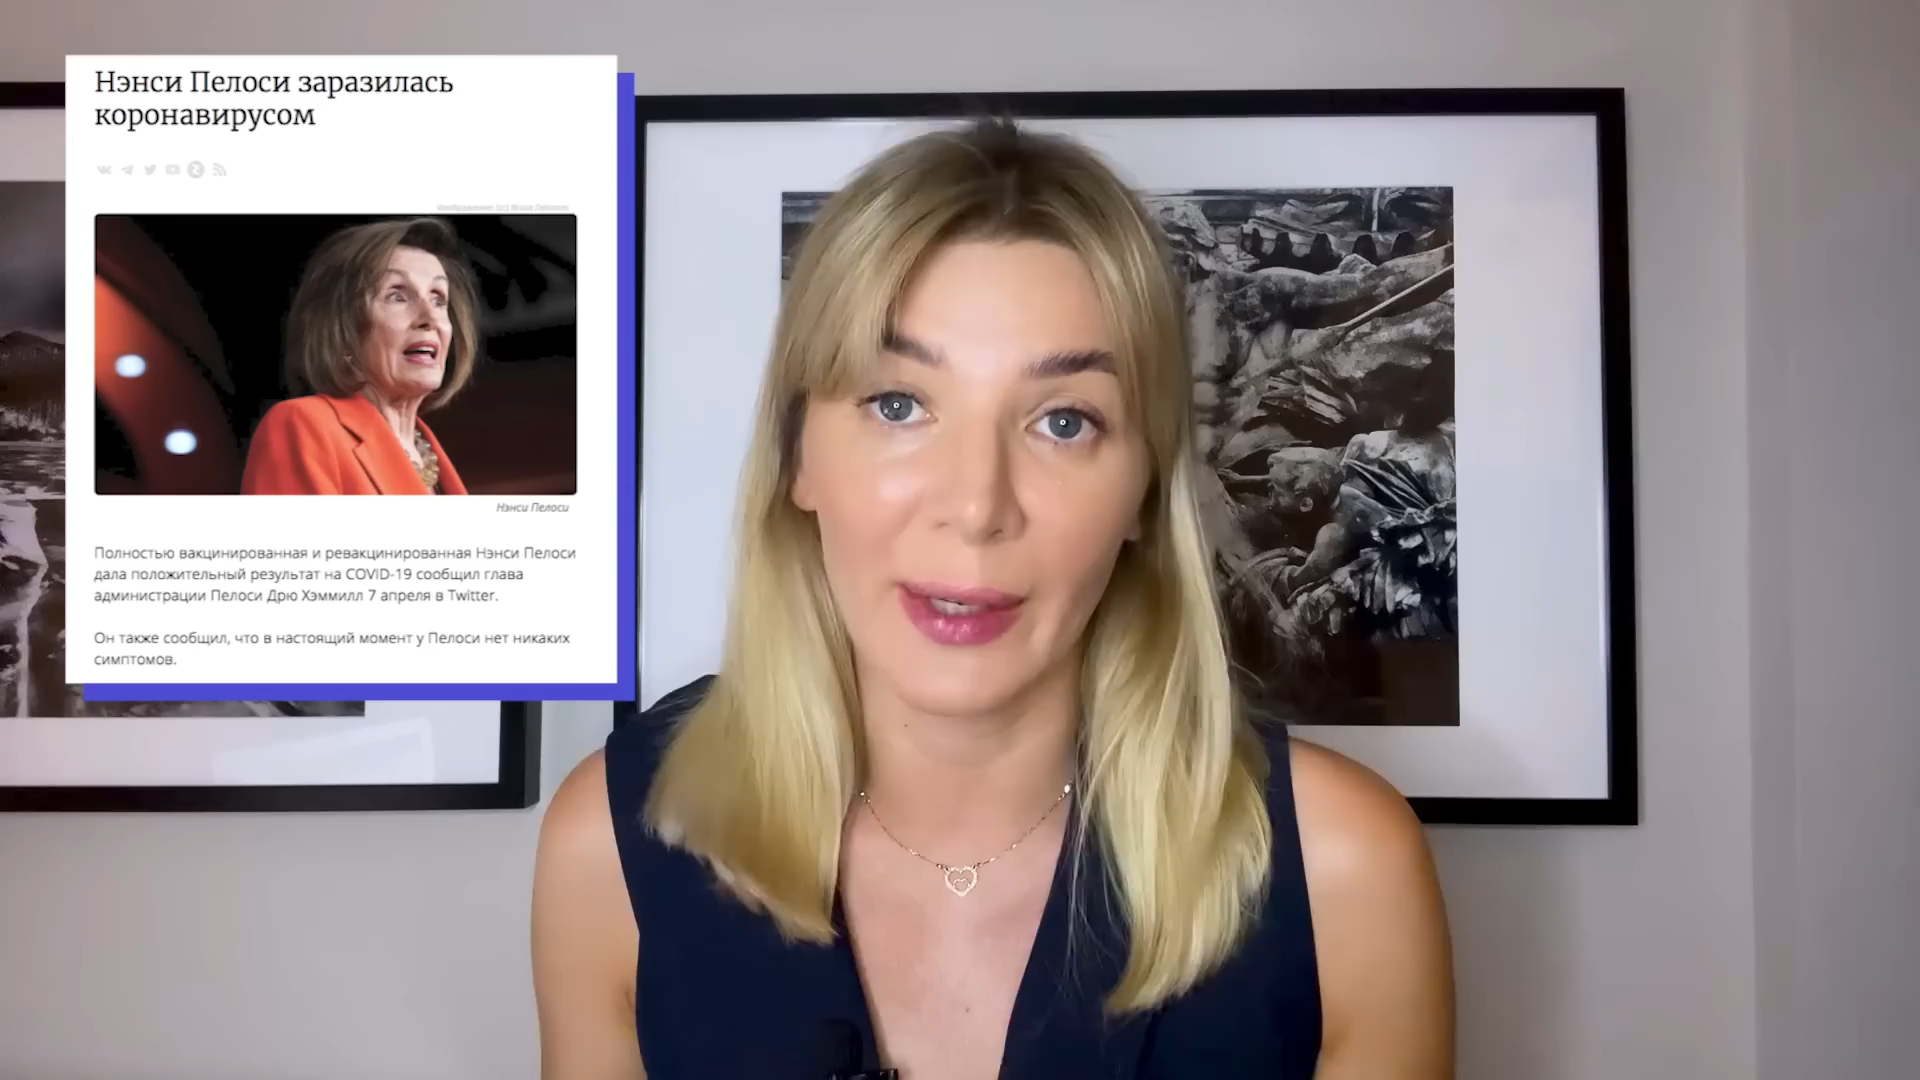 Нэнси Пелоси заразилась
коронавирусом
Нэнси Пелоси
Полностью вакцинированная и ревакцинированная Нэнси Пелоси
дала положительный результат на COVID-19 сообщил глава
администрации Пелоси Дрю Хэммилл 7 апреля в Twitter.
Он также сообщил, что в настоящий момент у Пелоси нет никаких
симптомов.